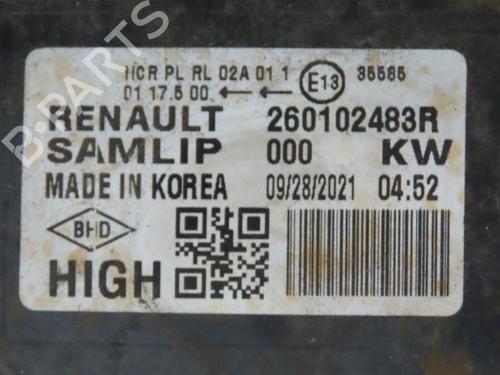 HCR PL RL 02A 01 1 E13 35585
01 17.5 00 ← ←
RENAULT 260102483R
SAMLIP 000 KW
MADE IN KOREA 09/28/2021 04:52
BHD
HIGH
B-PARTS